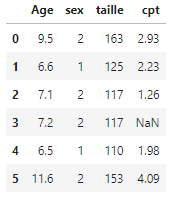 Age sex taille cpt
0 9.5 2 163 2.93
1 6.6 1 125 2.23
2 7.1 2 117 1.26
3 7.2 2 117 NaN
4 6.5 1 110 1.98
5 11.6 2 153 4.09